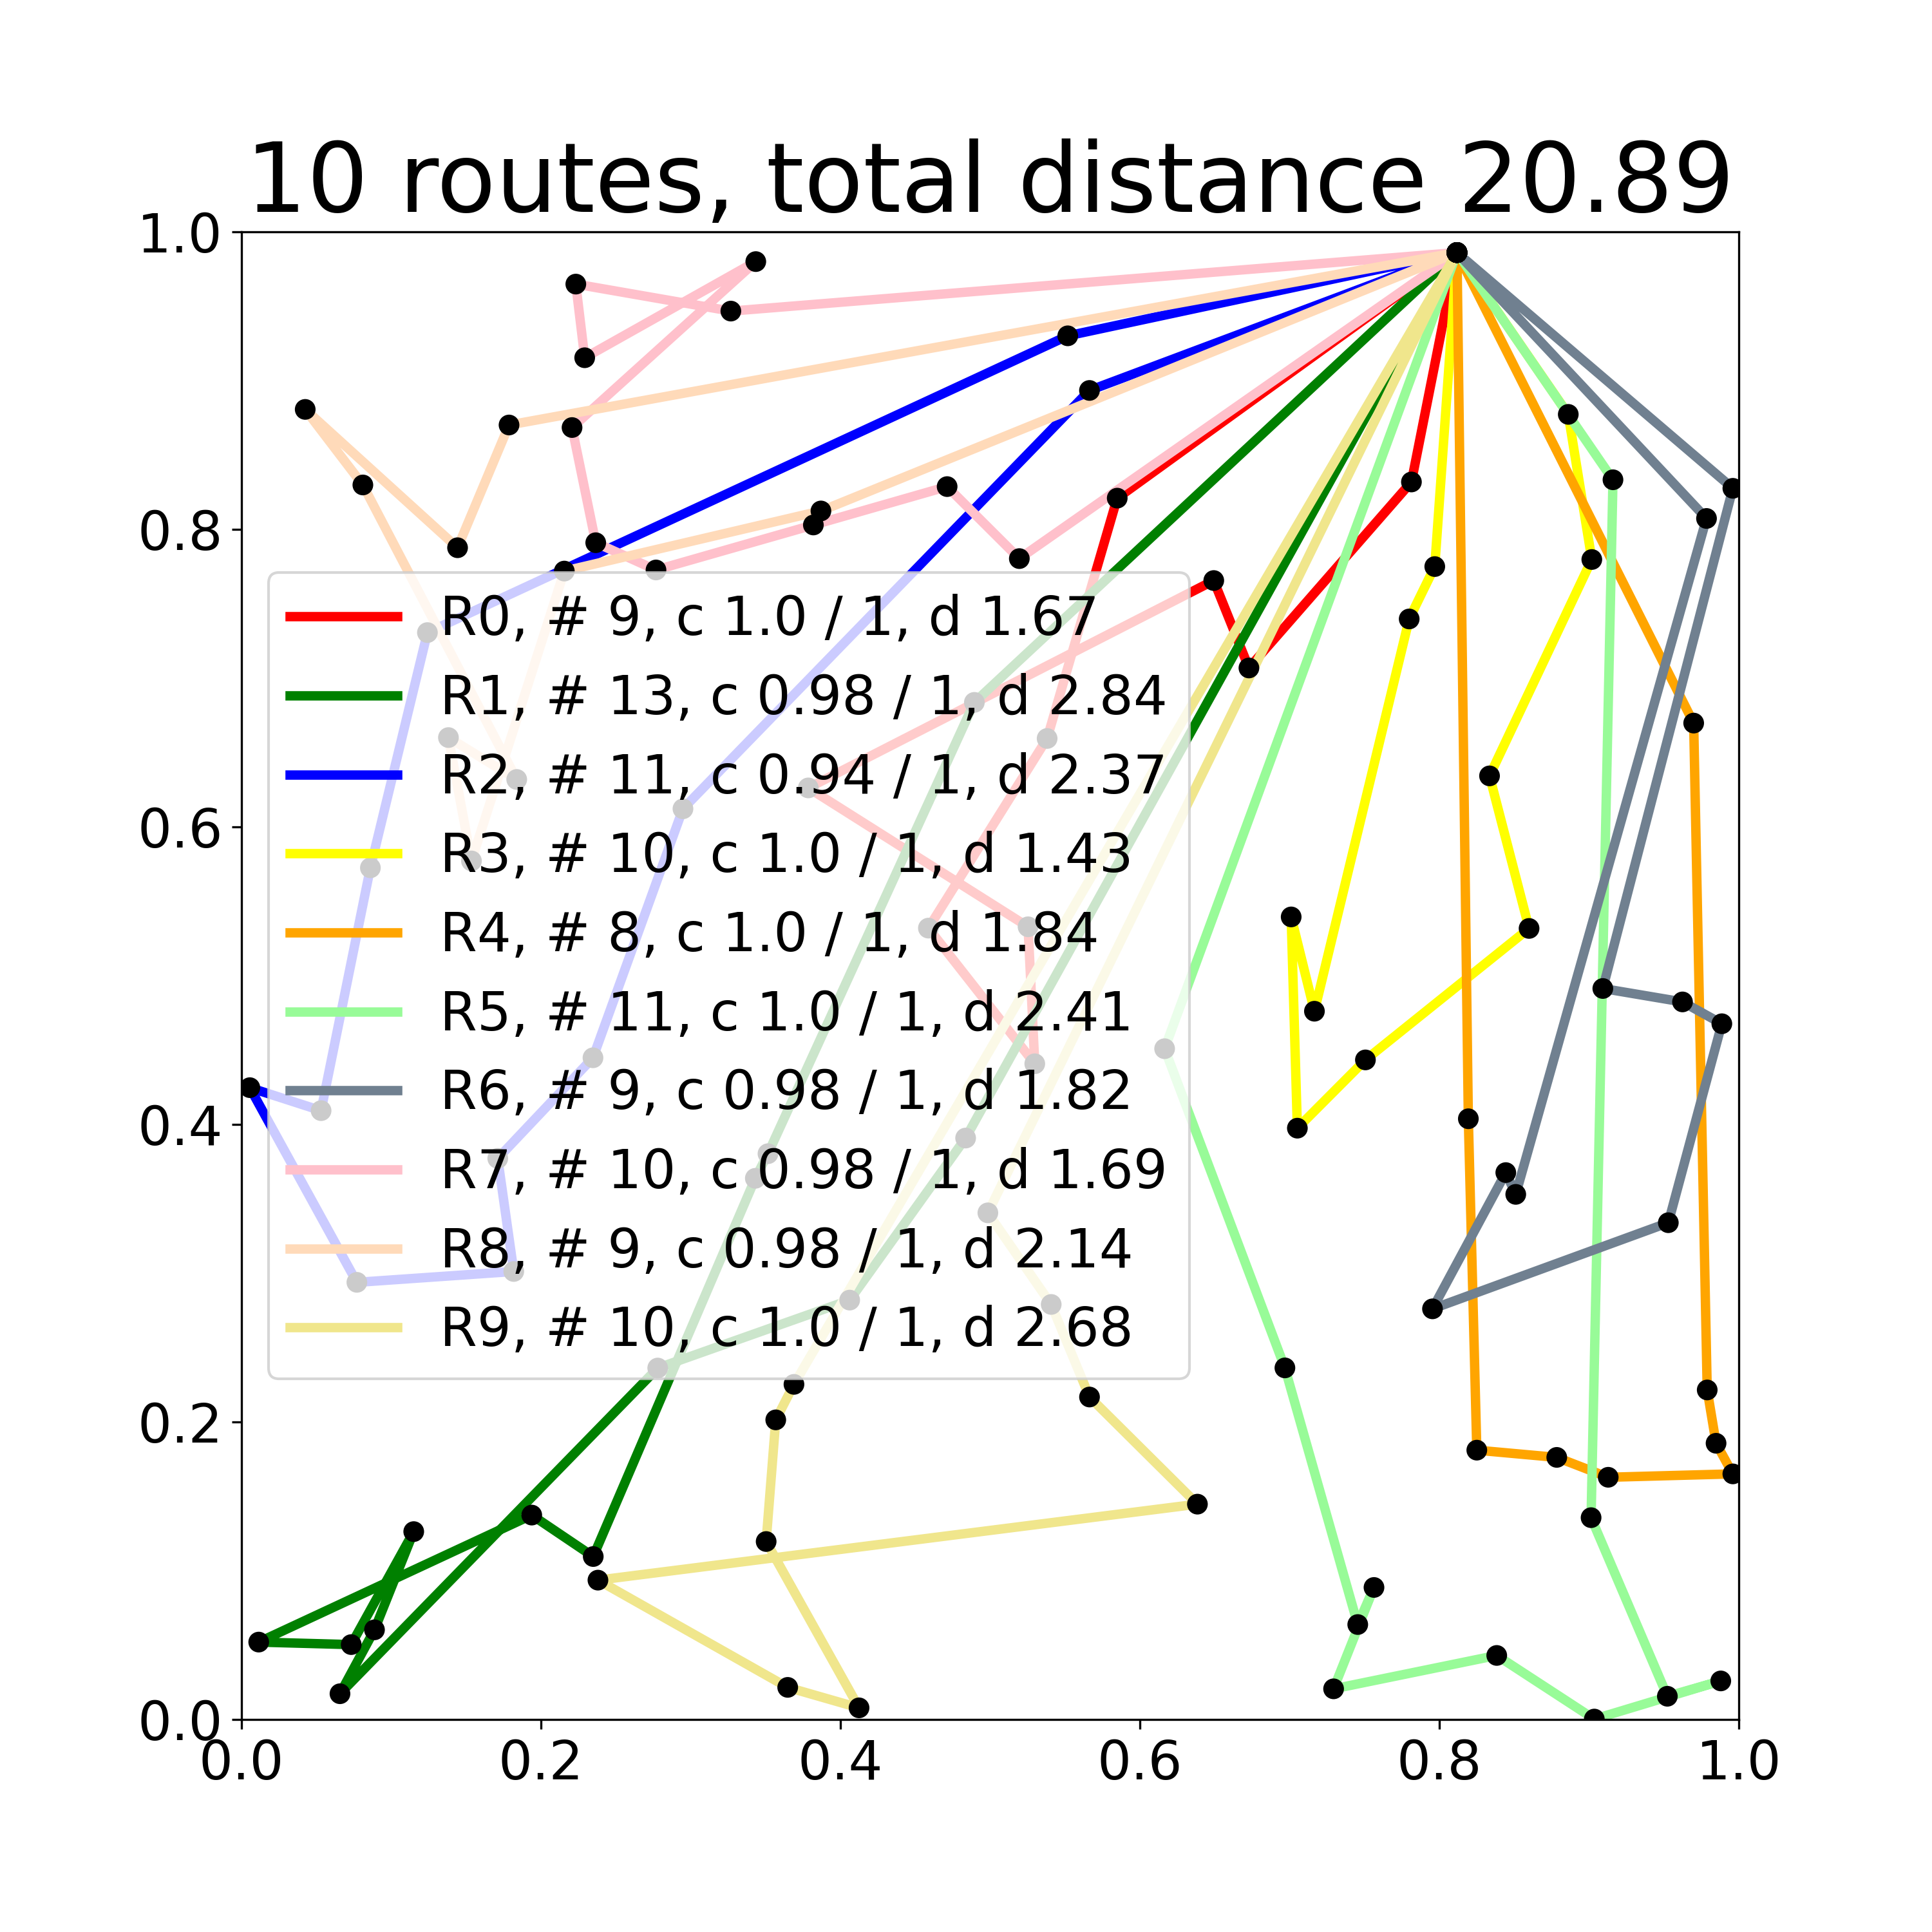 10 routes, total distance 20.89
1.0
0.8
0.6
0.4
0.2
0.0
R0, # 9, c 1.0 / 1, d 1.67
R1, # 13, c 0.98 / 1, d 2.84
R2, # 11, c 0.94 / 1, d 2.37
R3, # 10, c 1.0 / 1, d 1.43
R4, # 8, c 1.0 / 1, d 1.84
R5, # 11, c 1.0 / 1, d 2.41
R6, # 9, c 0.98 / 1, d 1.82
R7, # 10, c 0.98 / 1, d 1.69
R8, # 9, c 0.98 / 1, d 2.14
R9, # 10, c 1.0 / 1, d 2.68
0.0 0.2 0.4 0.6 0.8 1.0